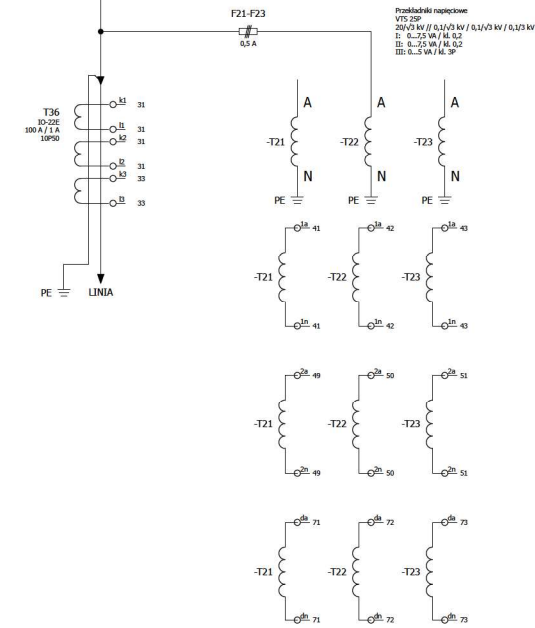 F21-F23
0,5 A
Przekładniki napięciowe
VTS 25P
20/√3 kV // 0,1/√3 kV / 0,1/√3 kV / 0,1/3 kV
I: 0...7,5 VA / kl. 0,2
II: 0...7,5 VA / kl. 0,2
III: 0...5 VA / kl. 3P
T36
IO-22E
100 A / 1 A
10P50
k1 31
l1 31
k2 31
l2 31
k3 33
l3 33
PE
LINIA
A A A
-T21 -T22 -T23
N N N
PE PE PE
1a 41 1a 42 1a 43
-T21 -T22 -T23
1n 41 1n 42 1n 43
2a 49 2a 50 2a 51
-T21 -T22 -T23
2n 49 2n 50 2n 51
da 71 da 72 da 73
-T21 -T22 -T23
dn 71 dn 72 dn 73